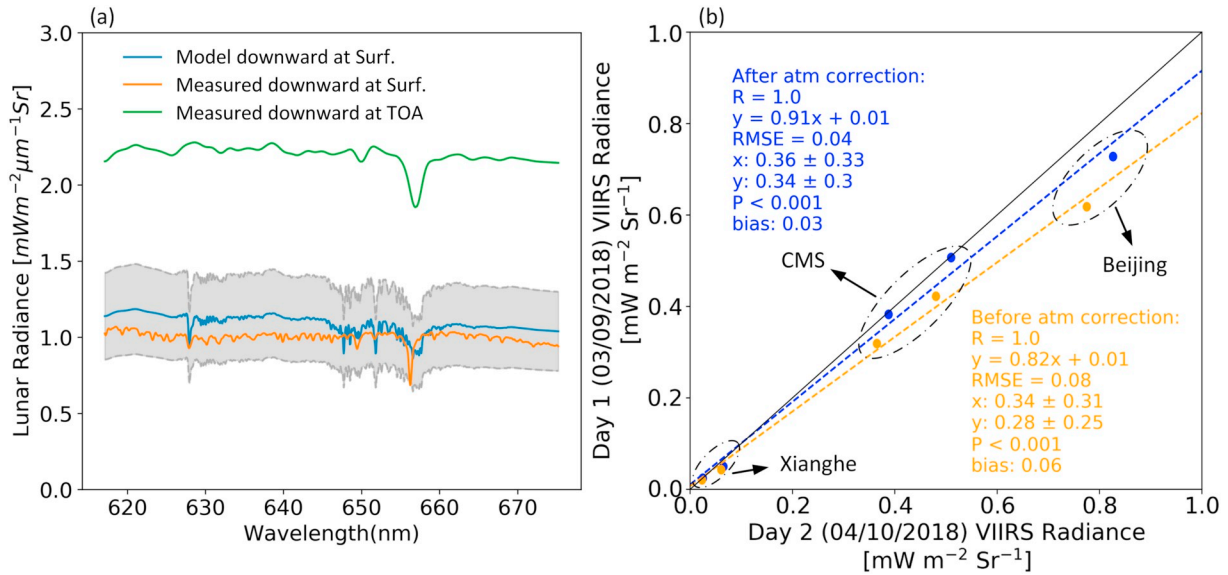 (a)
3.0
2.5
2.0
1.5
1.0
0.5
0.0
Lunar Radiance [mWm⁻²μm⁻¹Sr]
Model downward at Surf.
Measured downward at Surf.
Measured downward at TOA
620
630
640
650
660
670
Wavelength(nm)
(b)
1.0
0.8
0.6
0.4
0.2
0.0
Day 1 (03/09/2018) VIIRS Radiance
[mW m⁻² Sr⁻¹]
After atm correction:
R = 1.0
y = 0.91x + 0.01
RMSE = 0.04
x: 0.36 ± 0.33
y: 0.34 ± 0.3
P < 0.001
bias: 0.03
CMS
Beijing
Xianghe
Before atm correction:
R = 1.0
y = 0.82x + 0.01
RMSE = 0.08
x: 0.34 ± 0.31
y: 0.28 ± 0.25
P < 0.001
bias: 0.06
0.0
0.2
0.4
0.6
0.8
1.0
Day 2 (04/10/2018) VIIRS Radiance
[mW m⁻² Sr⁻¹]